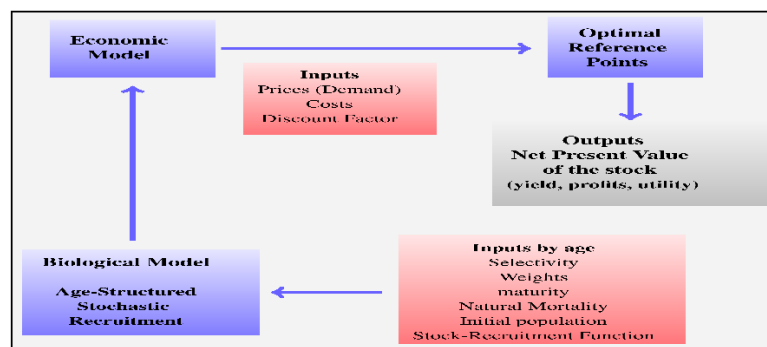 Economic
Model
Optimal
Reference
Points
Inputs
Prices (Demand)
Costs
Discount Factor
Outputs
Net Present Value
of the stock
(yield, profits, utility)
Biological Model
Age-Structured
Stochastic
Recruitment
Inputs by age
Selectivity
Weights
maturity
Natural Mortality
Initial population
Stock-Recruitment Function